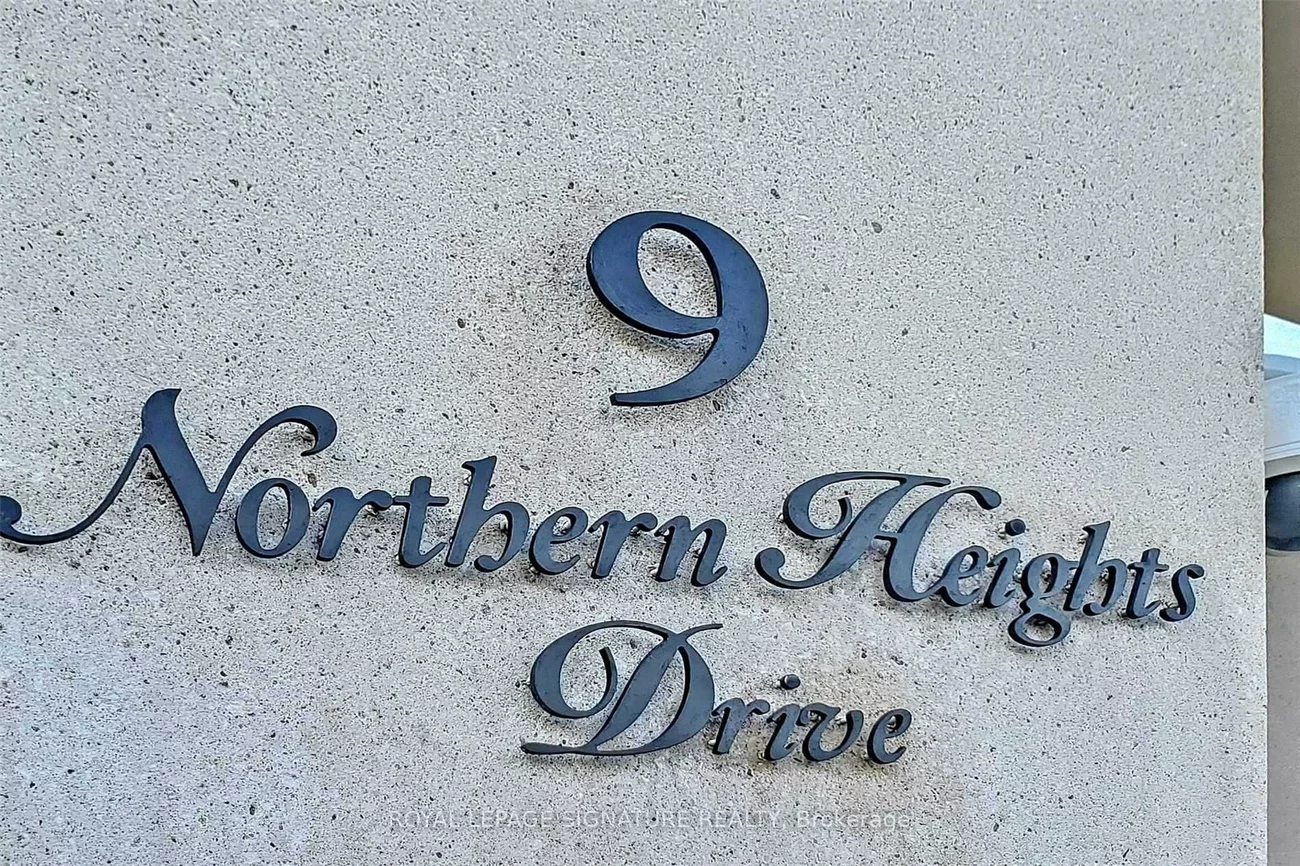 9
Northern Heights
Drive
ROYAL LEPAGE SIGNATURE REALTY, Brokerage